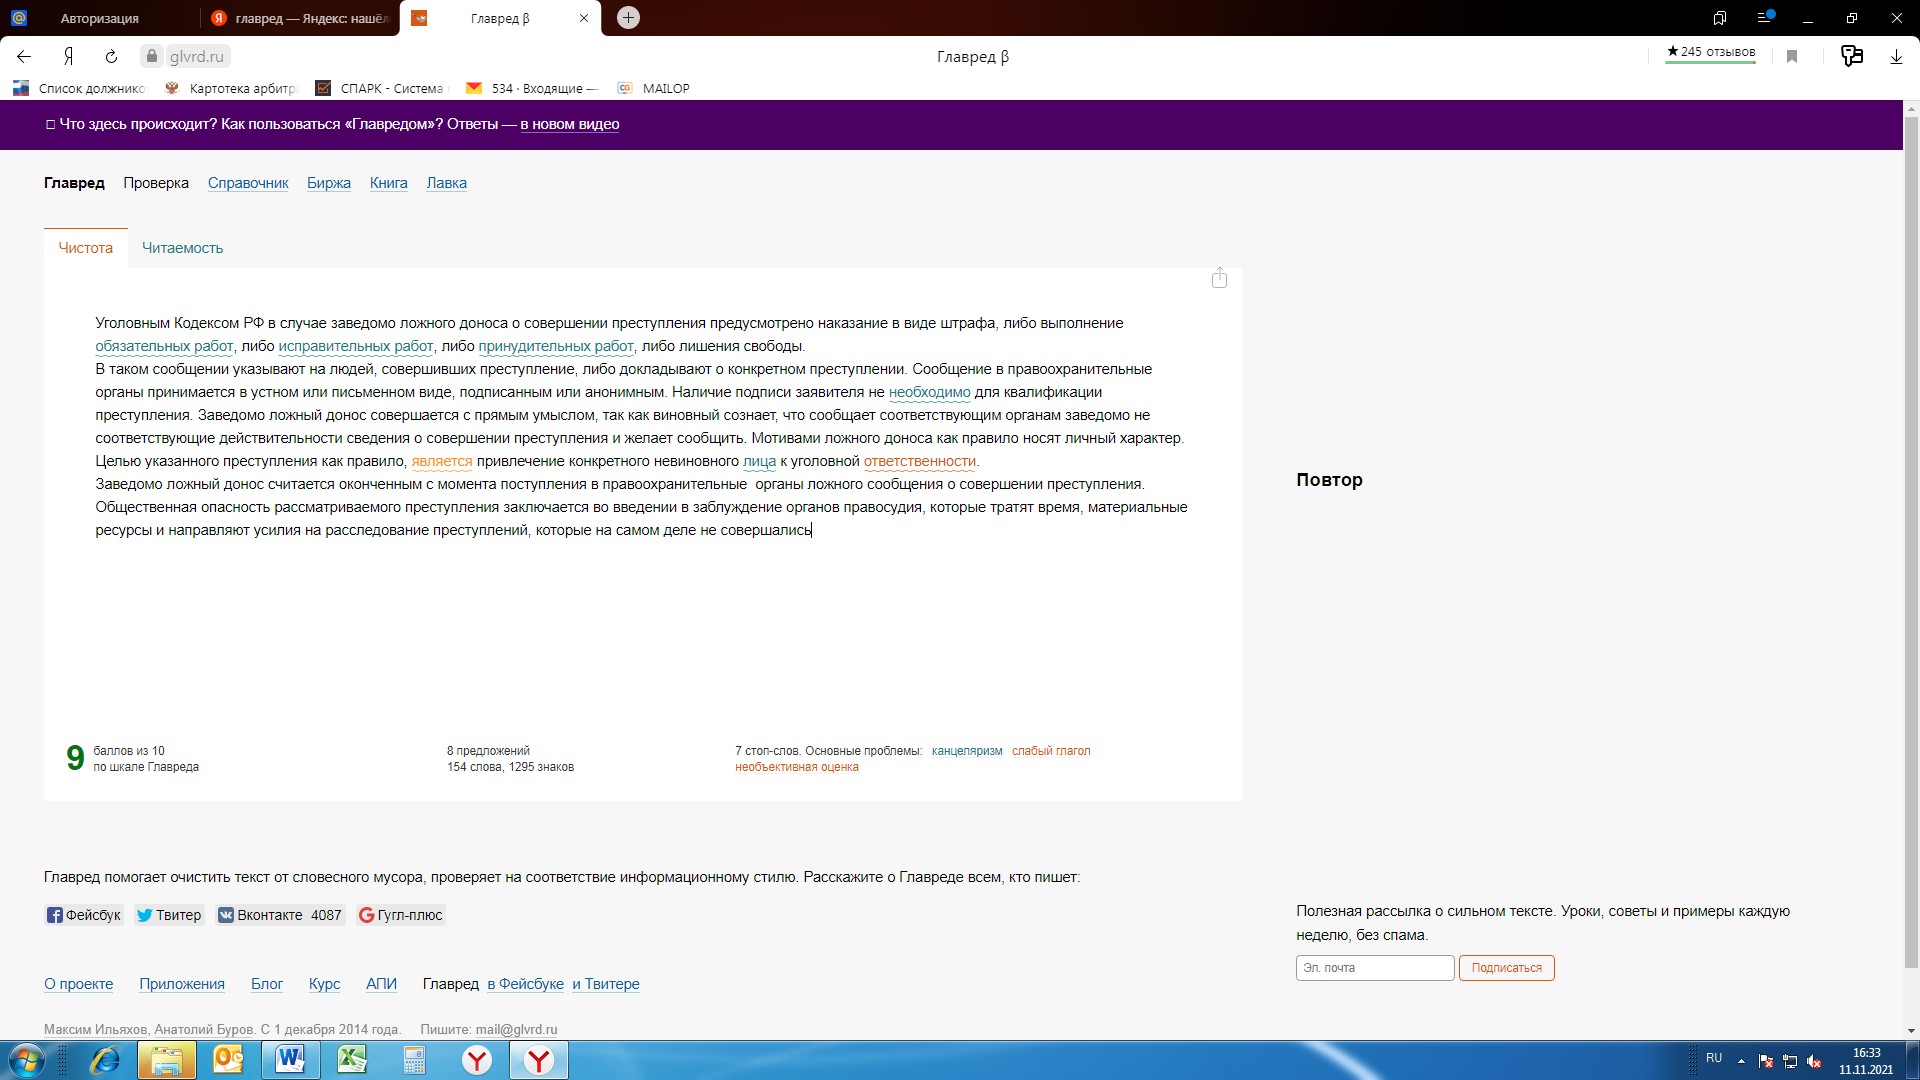 Авторизация
главред — Яндекс: нашёл
Главред β
glvrd.ru
Главред β
245 отзывов
Список должнико
Картотека арбитра
СПАРК - Система
534 · Входящие —
MAILOP
Что здесь происходит? Как пользоваться «Главредом»? Ответы — в новом видео
Главред Проверка Справочник Биржа Книга Лавка
Чистота Читаемость
Уголовным Кодексом РФ в случае заведомо ложного доноса о совершении преступления предусмотрено наказание в виде штрафа, либо выполнение
обязательных работ, либо исправительных работ, либо принудительных работ, либо лишения свободы.
В таком сообщении указывают на людей, совершивших преступление, либо докладывают о конкретном преступлении. Сообщение в правоохранительные
органы принимается в устном или письменном виде, подписанным или анонимным. Наличие подписи заявителя не необходимо для квалификации
преступления. Заведомо ложный донос совершается с прямым умыслом, так как виновный сознает, что сообщает соответствующим органам заведомо не
соответствующие действительности сведения о совершении преступления и желает сообщить. Мотивами ложного доноса как правило носят личный характер.
Целью указанного преступления как правило, является привлечение конкретного невиновного лица к уголовной ответственности.
Заведомо ложный донос считается оконченным с момента поступления в правоохранительные органы ложного сообщения о совершении преступления.
Общественная опасность рассматриваемого преступления заключается во введении в заблуждение органов правосудия, которые тратят время, материальные
ресурсы и направляют усилия на расследование преступлений, которые на самом деле не совершались
Повтор
9 баллов из 10
по шкале Главреда
8 предложений
154 слова, 1295 знаков
7 стоп-слов. Основные проблемы: канцеляризм слабый глагол
необъективная оценка
Главред помогает очистить текст от словесного мусора, проверяет на соответствие информационному стилю. Расскажите о Главреде всем, кто пишет:
Фейсбук Твитер Вконтакте 4087 Гугл-плюс
Полезная рассылка о сильном тексте. Уроки, советы и примеры каждую
неделю, без спама.
Эл. почта Подписаться
О проекте Приложения Блог Курс АПИ Главред в Фейсбуке и Твитере
Максим Ильяхов, Анатолий Буров. С 1 декабря 2014 года. Пишите: mail@glvrd.ru
RU
16:33
11.11.2021